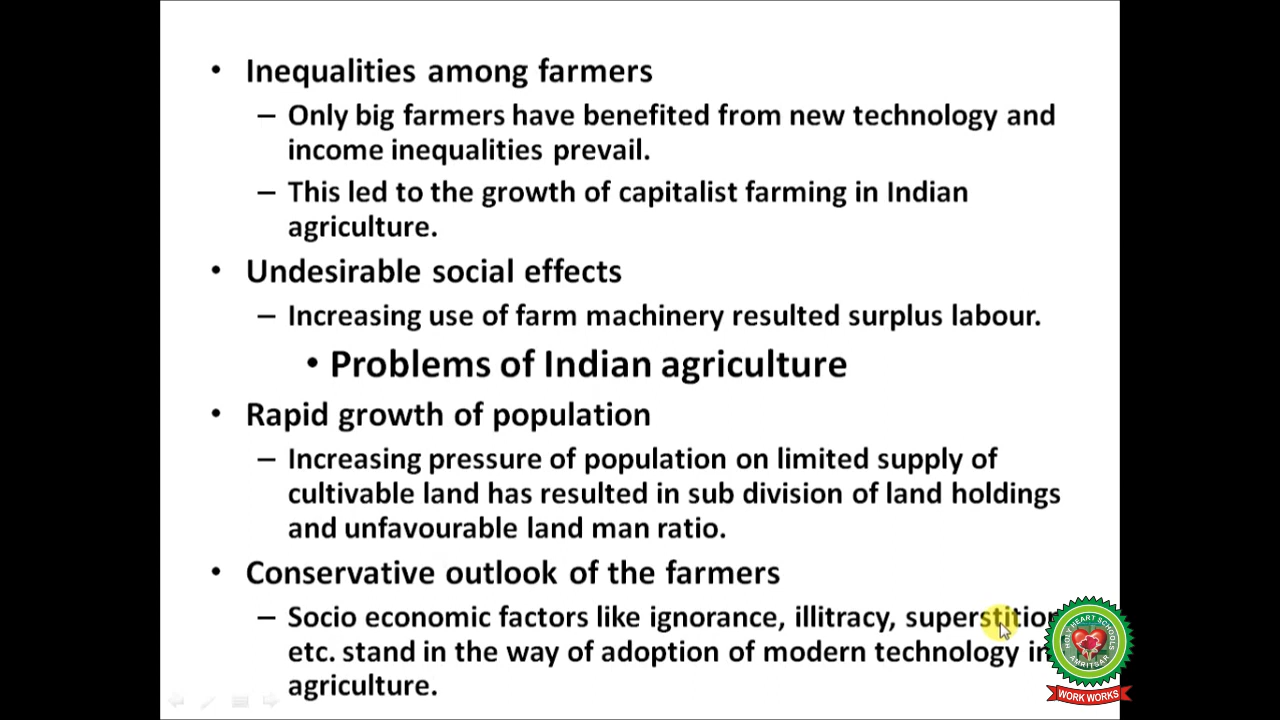 • Inequalities among farmers
– Only big farmers have benefited from new technology and
income inequalities prevail.
– This led to the growth of capitalist farming in Indian
agriculture.
• Undesirable social effects
– Increasing use of farm machinery resulted surplus labour.
• Problems of Indian agriculture
• Rapid growth of population
– Increasing pressure of population on limited supply of
cultivable land has resulted in sub division of land holdings
and unfavourable land man ratio.
• Conservative outlook of the farmers
– Socio economic factors like ignorance, illitracy, superstition
etc. stand in the way of adoption of modern technology in
agriculture.
HOLY HEART SCHOOLS
AMRITSAR
WORK WORKS